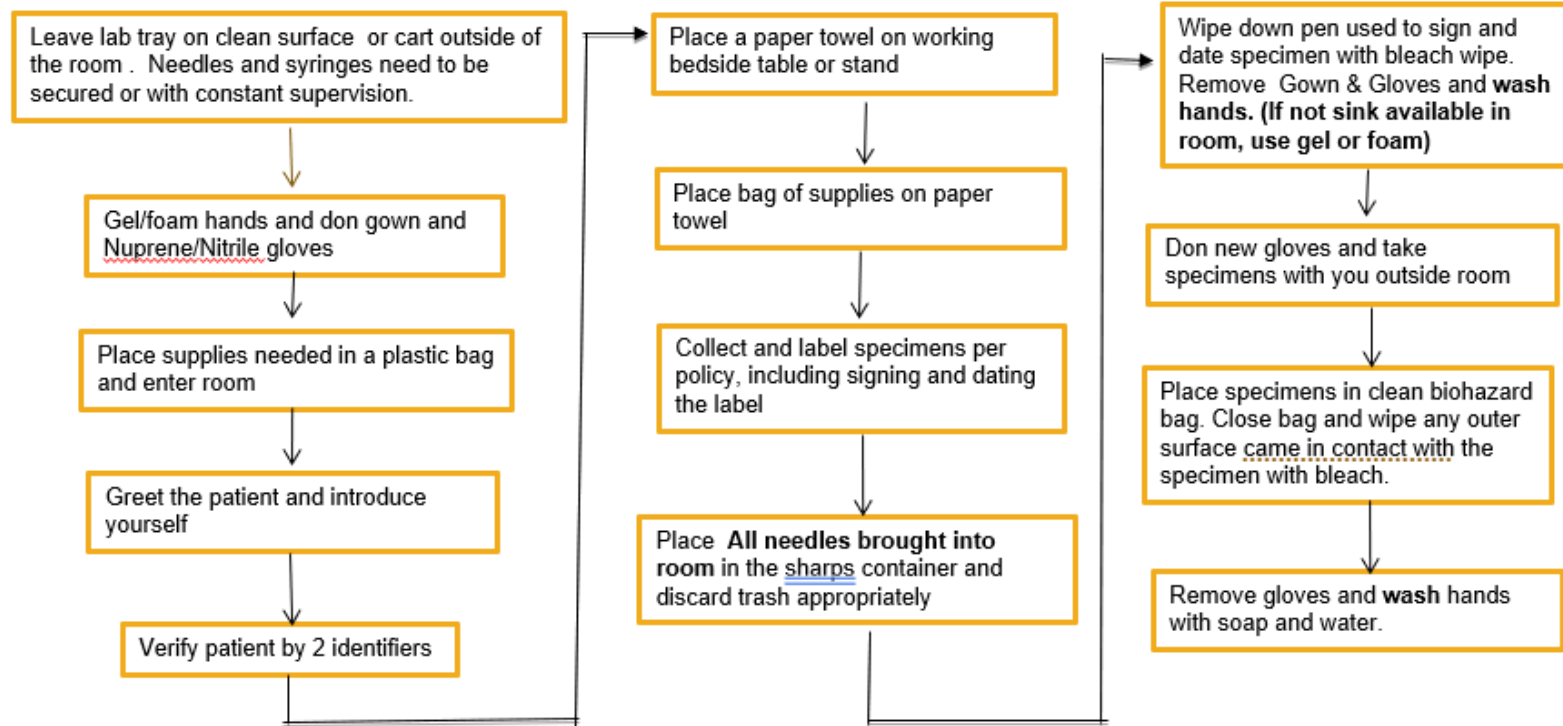 Leave lab tray on clean surface or cart outside of
the room . Needles and syringes need to be
secured or with constant supervision.
Gel/foam hands and don gown and
Nuprene/Nitrile gloves
Place supplies needed in a plastic bag
and enter room
Greet the patient and introduce
yourself
Verify patient by 2 identifiers
Place a paper towel on working
bedside table or stand
Place bag of supplies on paper
towel
Collect and label specimens per
policy, including signing and dating
the label
Place All needles brought into
room in the sharps container and
discard trash appropriately
Wipe down pen used to sign and
date specimen with bleach wipe.
Remove Gown & Gloves and wash
hands. (If not sink available in
room, use gel or foam)
Don new gloves and take
specimens with you outside room
Place specimens in clean biohazard
bag. Close bag and wipe any outer
surface came in contact with the
specimen with bleach.
Remove gloves and wash hands
with soap and water.